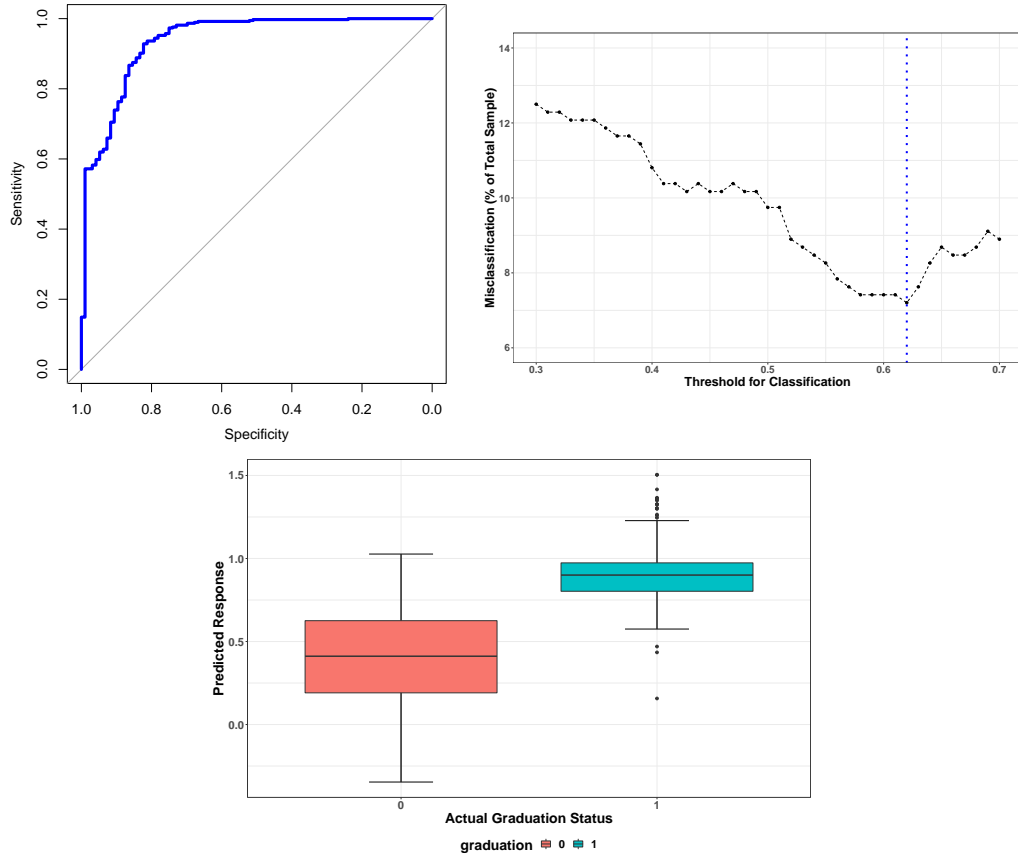 1.0
0.8
0.6
0.4
0.2
0.0
Sensitivity
1.0 0.8 0.6 0.4 0.2 0.0
Specificity
14
12
10
8
6
Misclassification (% of Total Sample)
0.3 0.4 0.5 0.6 0.7
Threshold for Classification
1.5
1.0
0.5
0.0
Predicted Response
0 1
Actual Graduation Status
graduation 0 1